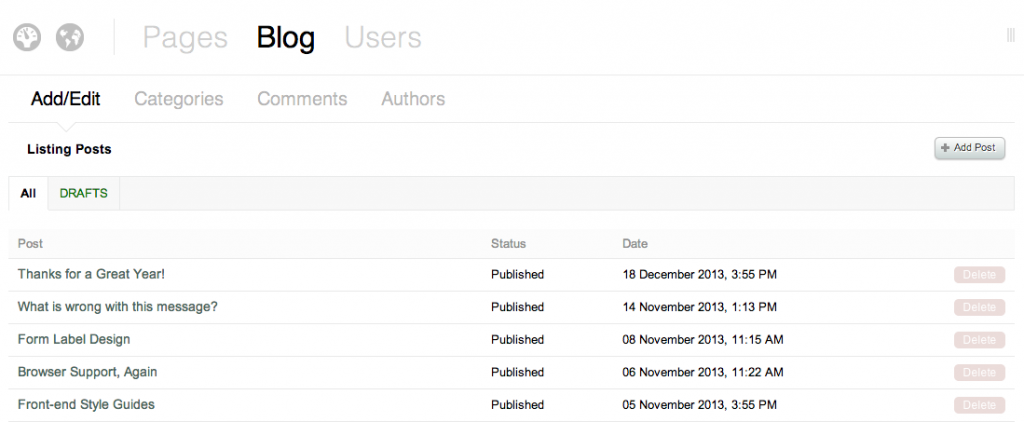 Pages Blog Users
Add/Edit Categories Comments Authors
Listing Posts Add Post
All DRAFTS
Post Status Date
Thanks for a Great Year! Published 18 December 2013, 3:55 PM Delete
What is wrong with this message? Published 14 November 2013, 1:13 PM Delete
Form Label Design Published 08 November 2013, 11:15 AM Delete
Browser Support, Again Published 06 November 2013, 11:22 AM Delete
Front-end Style Guides Published 05 November 2013, 3:55 PM Delete